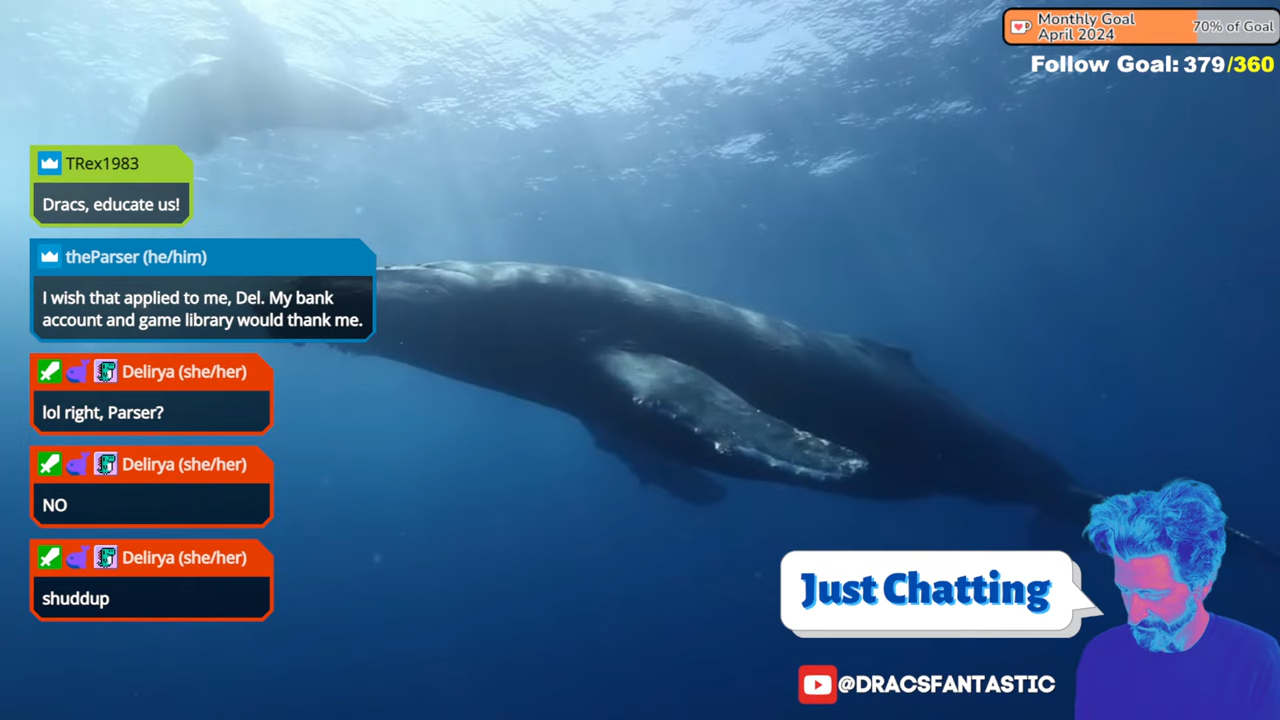 Monthly Goal
April 2024
70% of Goal
Follow Goal: 379/360
TRex1983
Dracs, educate us!
theParser (he/him)
I wish that applied to me, Del. My bank
account and game library would thank me.
Delirya (she/her)
lol right, Parser?
Delirya (she/her)
NO
Delirya (she/her)
shuddup
Just Chatting
@DRACSFANTASTIC